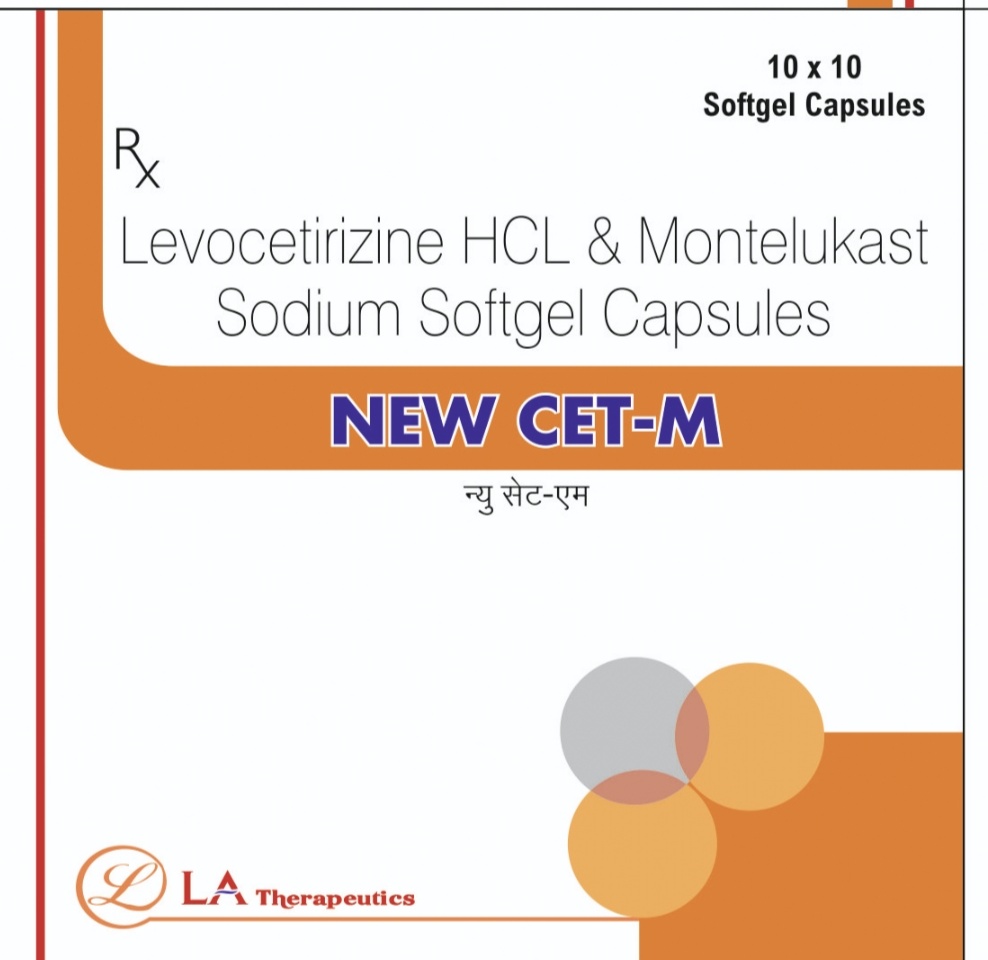 10 x 10
Softgel Capsules
Rx
Levocetirizine HCL & Montelukast
Sodium Softgel Capsules
NEW CET-M
न्यु सेट-एम
L LA Therapeutics